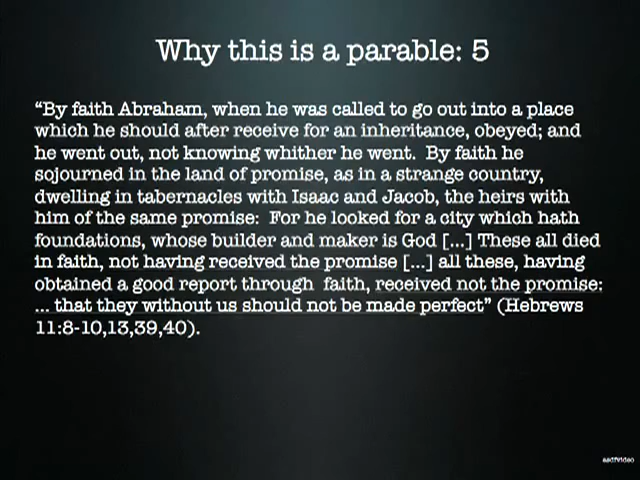 Why this is a parable: 5
“By faith Abraham, when he was called to go out into a place
which he should after receive for an inheritance, obeyed; and
he went out, not knowing whither he went.  By faith he
sojourned in the land of promise, as in a strange country,
dwelling in tabernacles with Isaac and Jacob, the heirs with
him of the same promise:  For he looked for a city which hath
foundations, whose builder and maker is God [...] These all died
in faith, not having received the promise [...] all these, having
obtained a good report through  faith, received not the promise:
... that they without us should not be made perfect” (Hebrews
11:8-10,13,39,40).